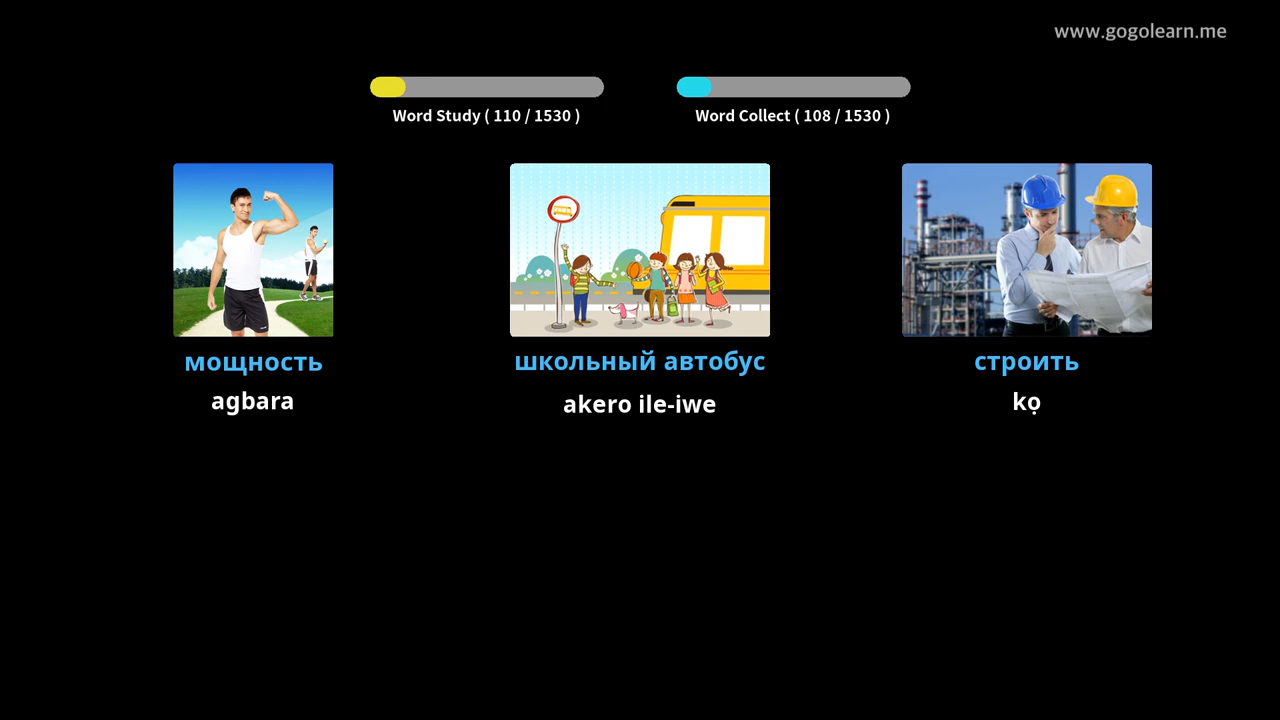 www.gogolearn.me
Word Study ( 110 / 1530 )
Word Collect ( 108 / 1530 )
мощность
agbara
школьный автобус
akero ile-iwe
строить
kọ